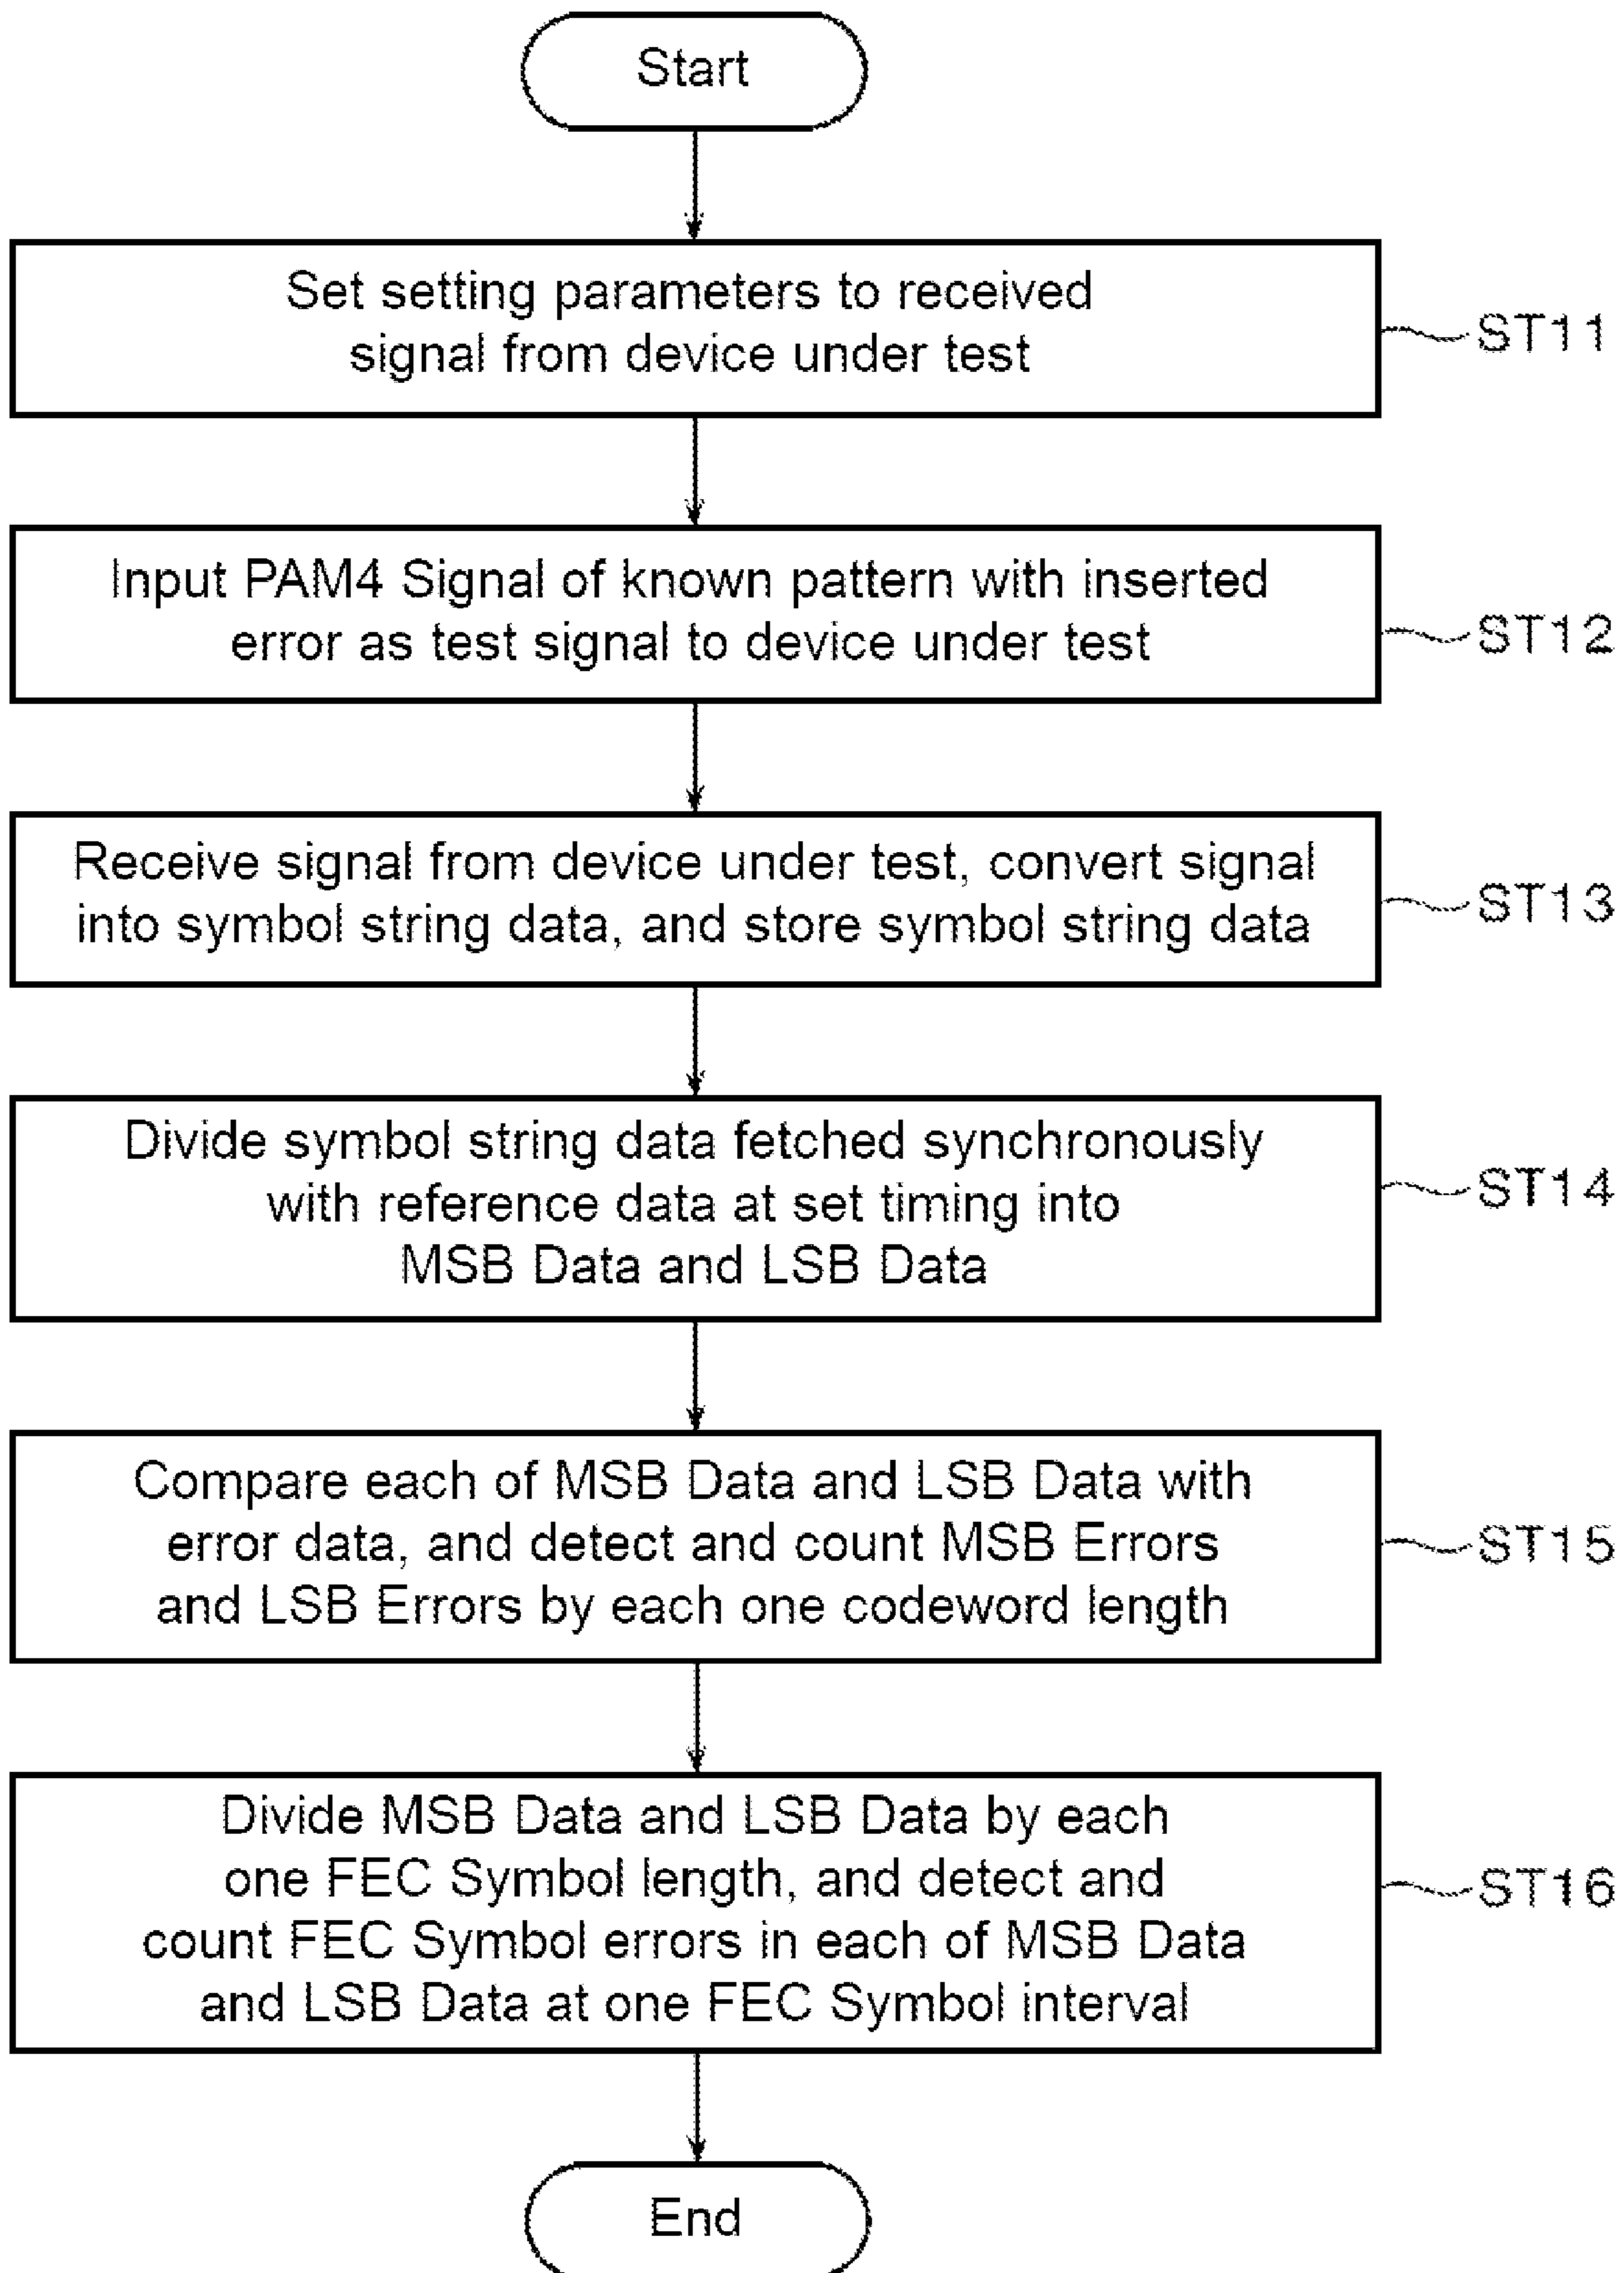 Start
Set setting parameters to received
signal from device under test
ST11
Input PAM4 Signal of known pattern with inserted
error as test signal to device under test
ST12
Receive signal from device under test, convert signal
into symbol string data, and store symbol string data
ST13
Divide symbol string data fetched synchronously
with reference data at set timing into
MSB Data and LSB Data
ST14
Compare each of MSB Data and LSB Data with
error data, and detect and count MSB Errors
and LSB Errors by each one codeword length
ST15
Divide MSB Data and LSB Data by each
one FEC Symbol length, and detect and
count FEC Symbol errors in each of MSB Data
and LSB Data at one FEC Symbol interval
ST16
End